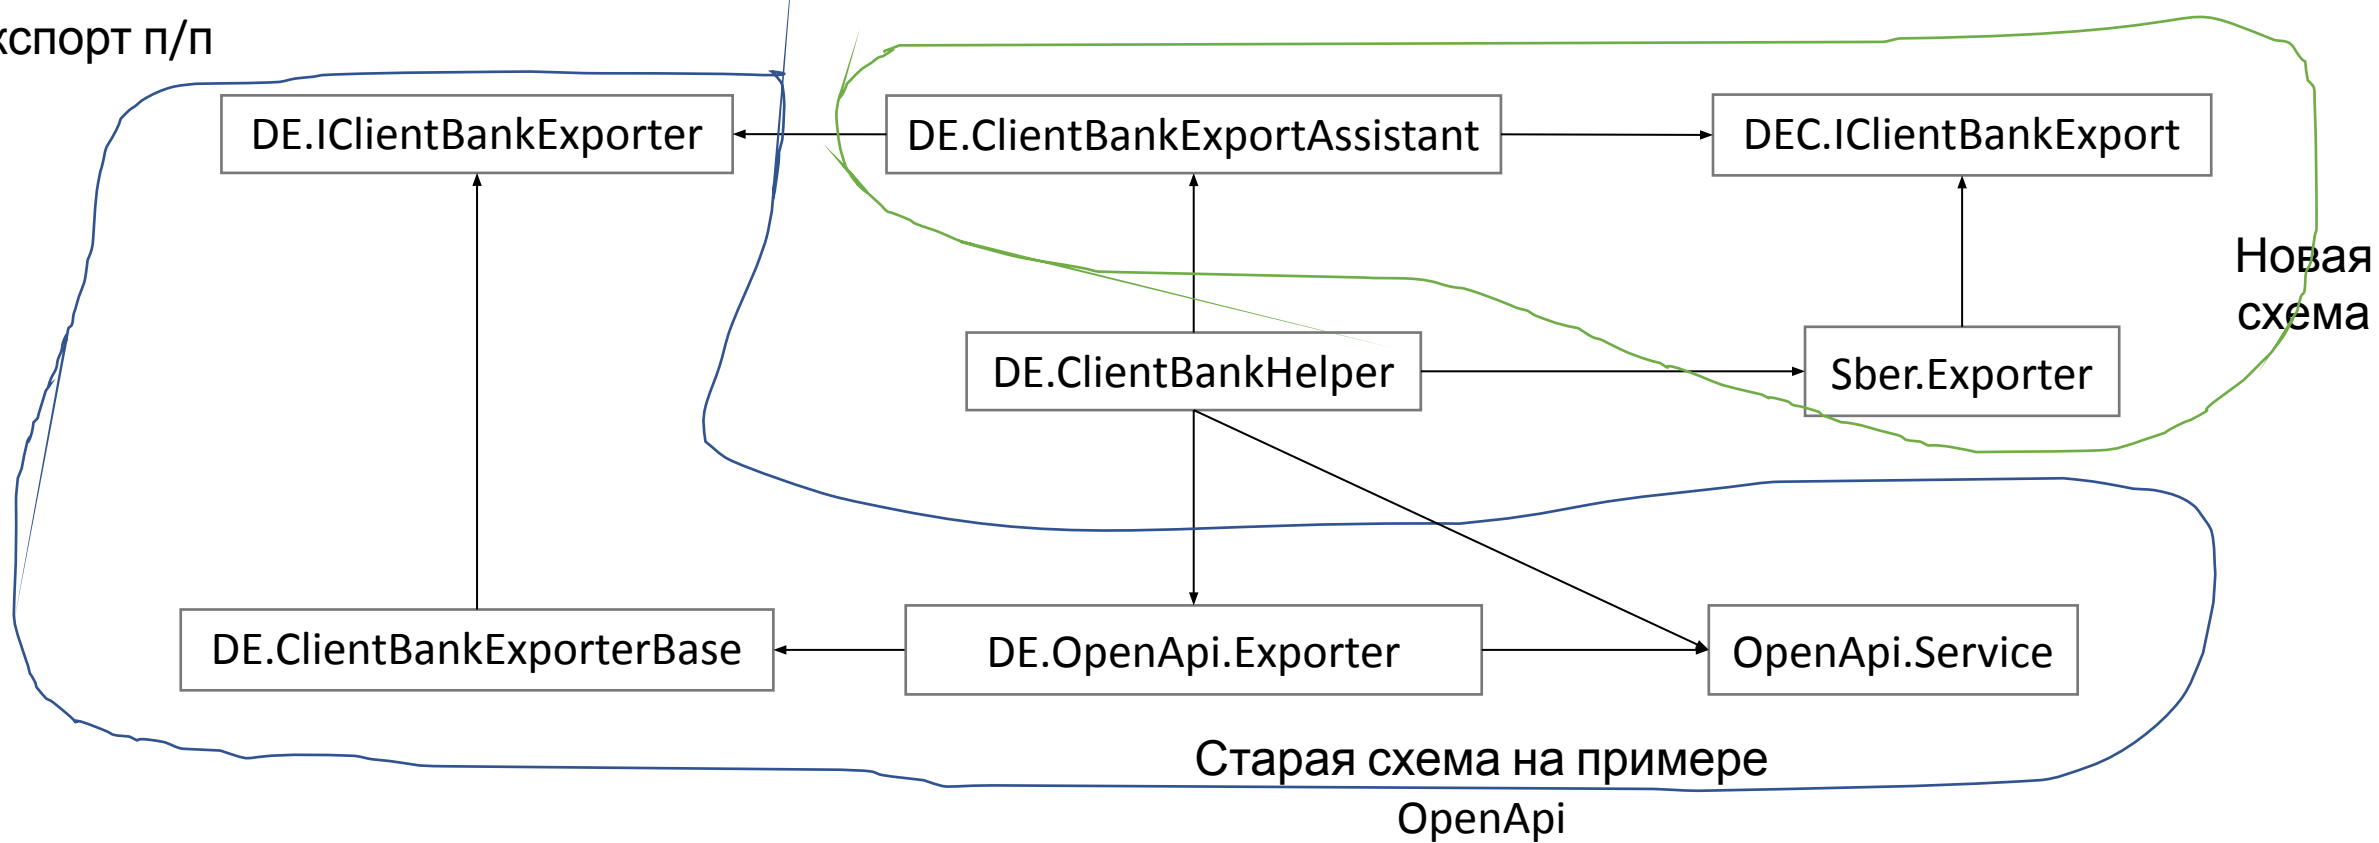 кспорт п/п
DE.IClientBankExporter
DE.ClientBankExportAssistant
DEC.IClientBankExport
Новая
схема
DE.ClientBankHelper
Sber.Exporter
DE.ClientBankExporterBase
DE.OpenApi.Exporter
OpenApi.Service
Старая схема на примере
OpenApi